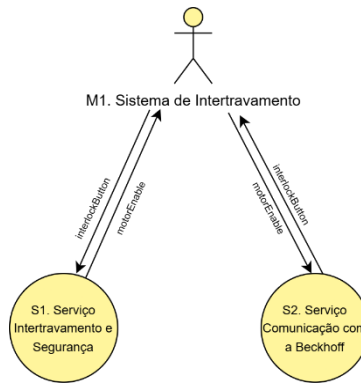 M1. Sistema de Intertravamento
interlockButton
motorEnable
motorEnable
interlockButton
S1. Serviço
Intertravamento e
Segurança
S2. Serviço
Comunicação com
a Beckhoff